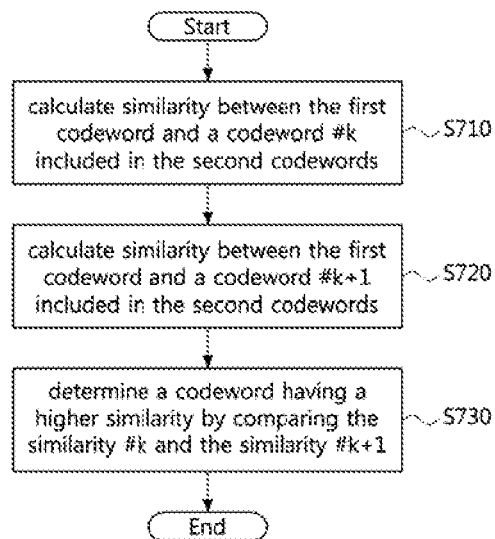 Start
calculate similarity between the first
codeword and a codeword #k
included in the second codewords
S710
calculate similarity between the first
codeword and a codeword #k+1
included in the second codewords
S720
determine a codeword having a
higher similarity by comparing the
similarity #k and the similarity #k+1
S730
End